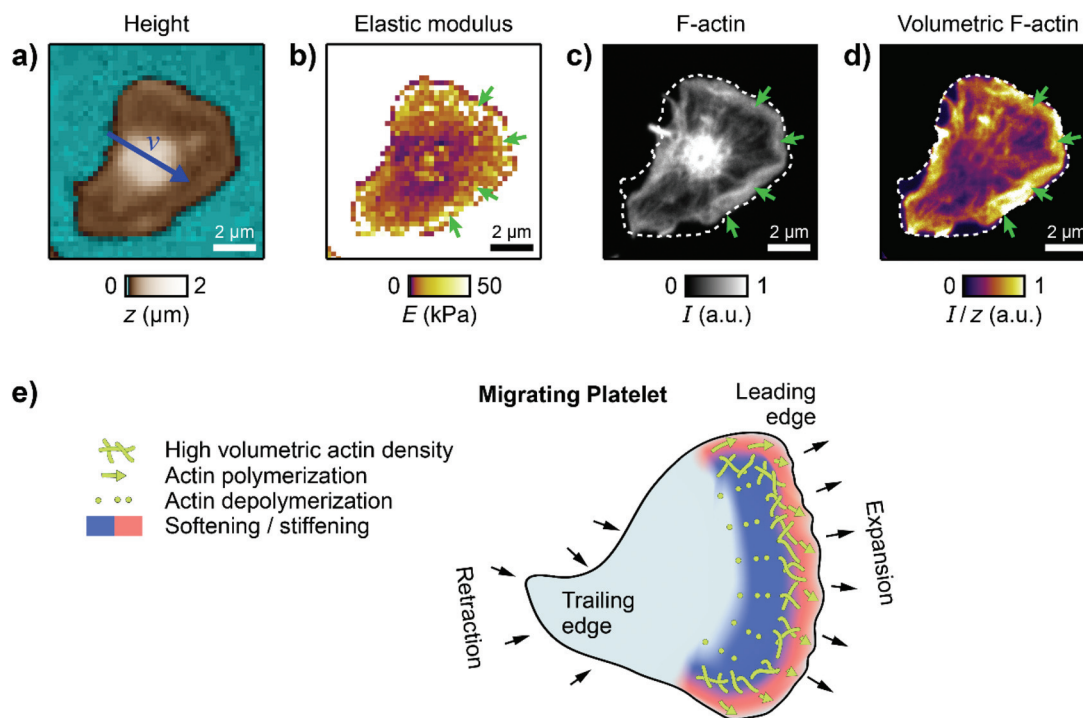 Height
Elastic modulus
F-actin
Volumetric F-actin
a)
b)
c)
d)
v
2 µm
2 µm
2 µm
2 µm
0 2
0 50
0 1
0 1
z (µm)
E (kPa)
I (a.u.)
I / z (a.u.)
e)
Migrating Platelet
Leading
edge
High volumetric actin density
Actin polymerization
Actin depolymerization
Softening / stiffening
Expansion
Retraction
Trailing
edge